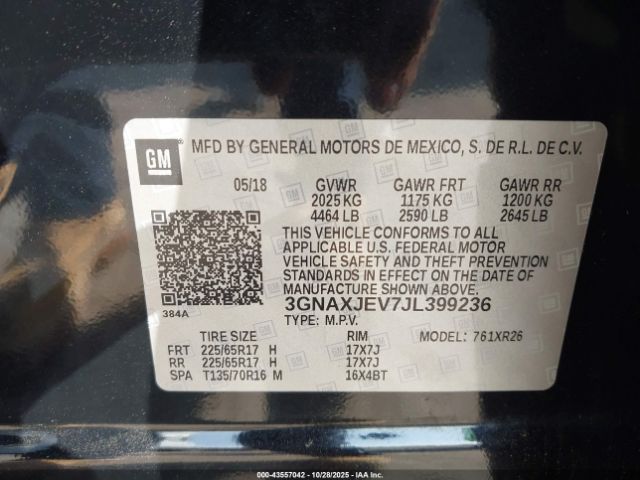 GM MFD BY GENERAL MOTORS DE MEXICO, S. DE R.L. DE C.V.
05/18 GVWR GAWR FRT GAWR RR
2025 KG 1175 KG 1200 KG
4464 LB 2590 LB 2645 LB
THIS VEHICLE CONFORMS TO ALL
APPLICABLE U.S. FEDERAL MOTOR
VEHICLE SAFETY AND THEFT PREVENTION
STANDARDS IN EFFECT ON THE DATE OF
MANUFACTURE SHOWN ABOVE.
384A 3GNAXJEV7JL399236
TYPE: M.P.V.
TIRE SIZE RIM MODEL: 761XR26
FRT 225/65R17 H 17X7J
RR 225/65R17 H 17X7J
SPA T135/70R16 M 16X4BT
000-43557042 | 10/28/2025 | IAAI.COM